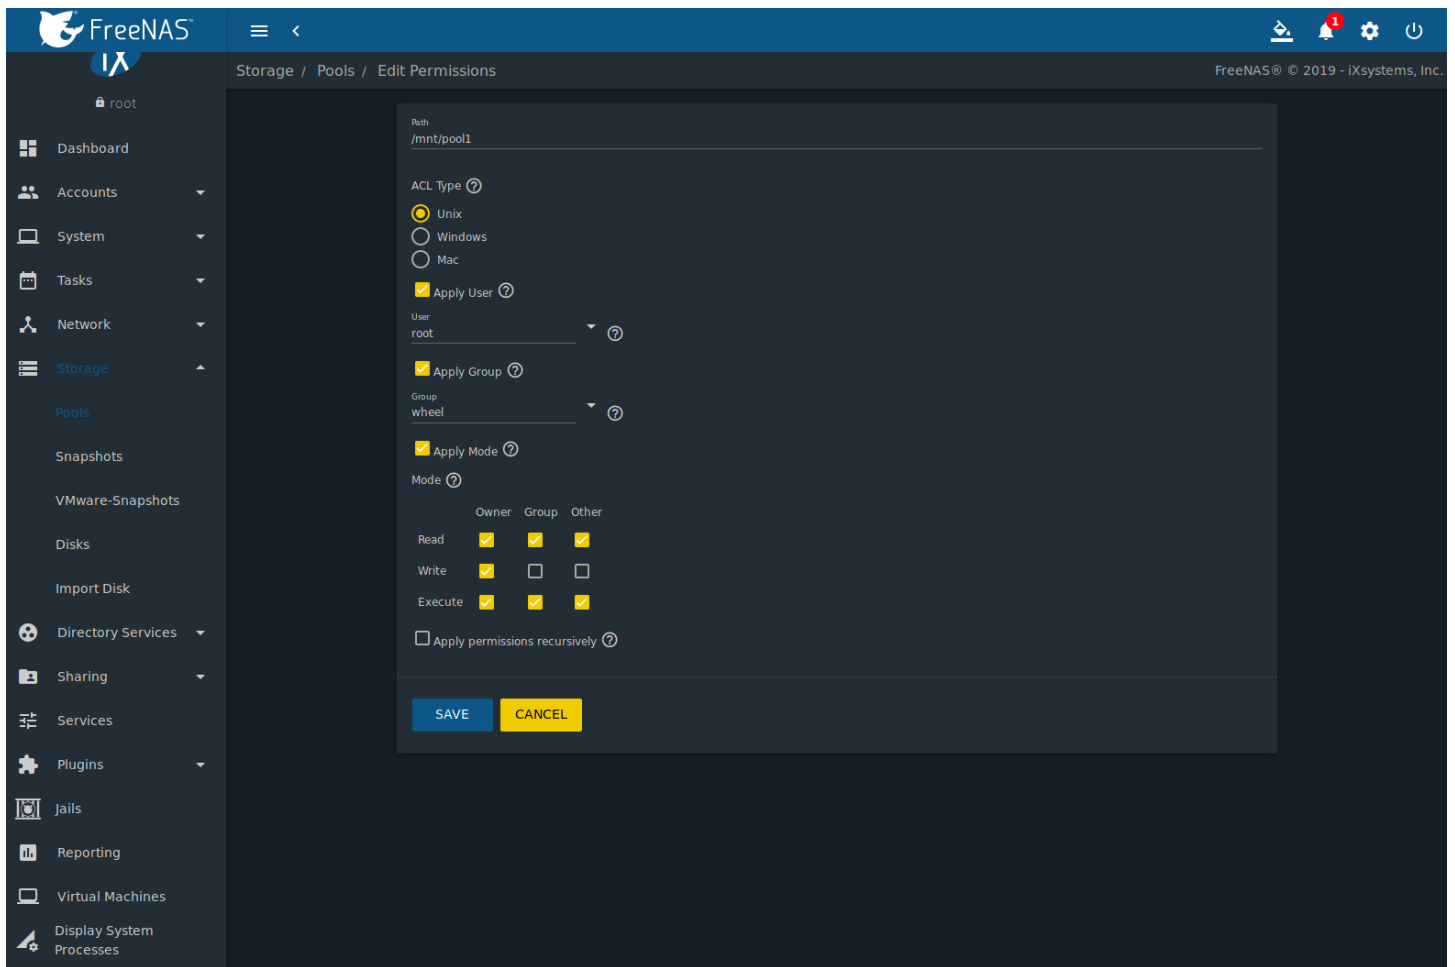 FreeNAS™
1
iX
root
Storage / Pools / Edit Permissions
FreeNAS® © 2019 - iXsystems, Inc.
Dashboard
Accounts
System
Tasks
Network
Storage
Pools
Snapshots
VMware-Snapshots
Disks
Import Disk
Directory Services
Sharing
Services
Plugins
Jails
Reporting
Virtual Machines
Display System
Processes
Path
/mnt/pool1
ACL Type ?
Unix
Windows
Mac
Apply User ?
User
root ?
Apply Group ?
Group
wheel ?
Apply Mode ?
Mode ?
Owner Group Other
Read
Write
Execute
Apply permissions recursively ?
SAVE CANCEL